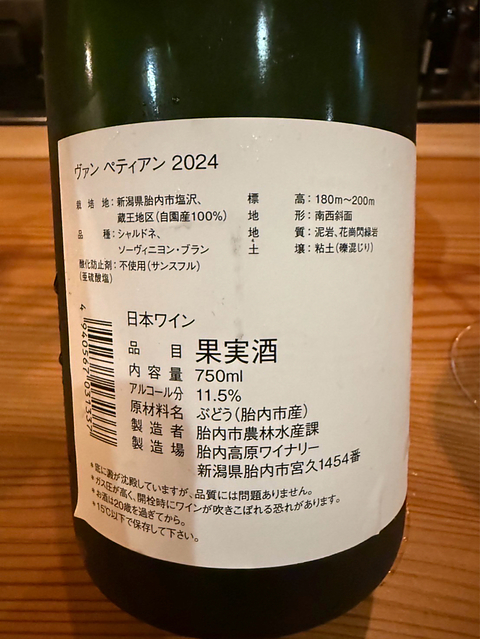 ヴァン ペティアン 2024
栽 培 地：新潟県胎内市塩沢、
蔵王地区（自園産100%）
品　　種：シャルドネ、
ソーヴィニヨン・ブラン
酸化防止剤：不使用（サンスフル）
（亜硫酸塩）
標　　高：180m～200m
地　　形：南西斜面
地　　質：泥岩、花崗閃緑岩
土　　壌：粘土（礫混じり）
4940567031337
日本ワイン
品　　目　果実酒
内 容 量　750ml
アルコール分　11.5%
原材料名　ぶどう（胎内市産）
製 造 者　胎内市農林水産課
製 造 場　胎内高原ワイナリー
新潟県胎内市宮久1454番
*底に澱が沈殿していますが、品質には問題ありません。
*ガス圧が高く、開栓時にワインが吹きこぼれる恐れがあります。
*お酒は20歳を過ぎてから。
*15℃以下で保存して下さい。